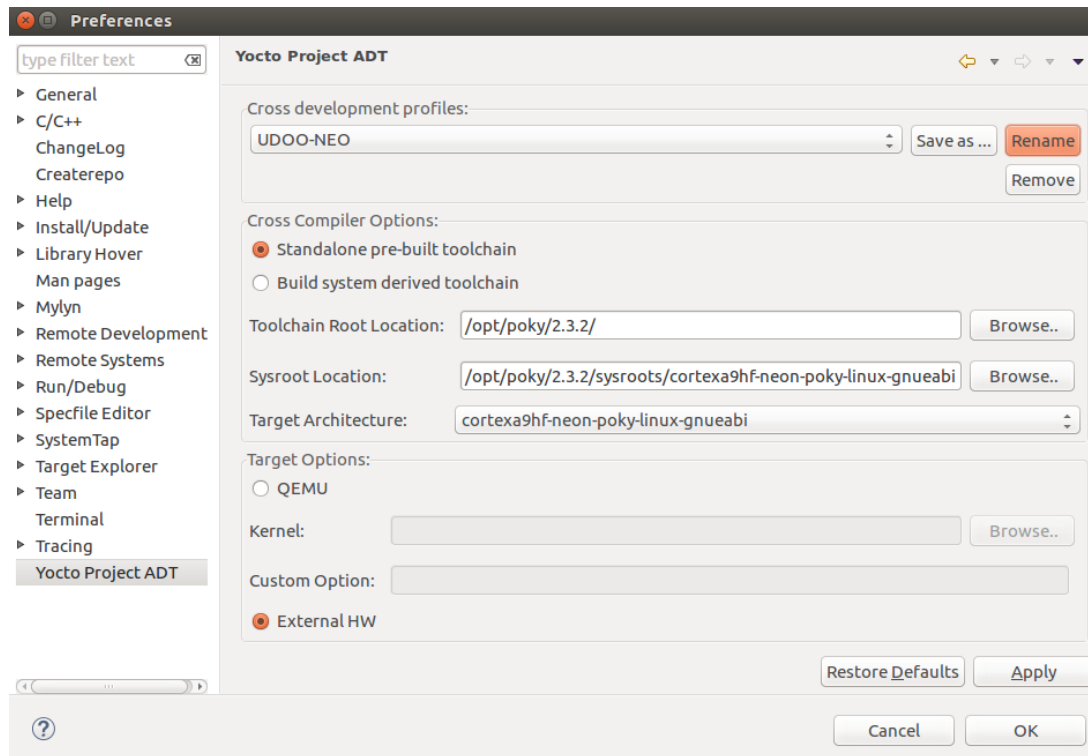 Preferences
type filter text
General
C/C++
ChangeLog
Createrepo
Help
Install/Update
Library Hover
Man pages
Mylyn
Remote Development
Remote Systems
Run/Debug
Specfile Editor
SystemTap
Target Explorer
Team
Terminal
Tracing
Yocto Project ADT
Yocto Project ADT
Cross development profiles:
UDOO-NEO Save as ... Rename
Remove
Cross Compiler Options:
Standalone pre-built toolchain
Build system derived toolchain
Toolchain Root Location: /opt/poky/2.3.2/ Browse..
Sysroot Location: /opt/poky/2.3.2/sysroots/cortexa9hf-neon-poky-linux-gnueabi Browse..
Target Architecture: cortexa9hf-neon-poky-linux-gnueabi
Target Options:
QEMU
Kernel: Browse..
Custom Option:
External HW
Restore Defaults Apply
? Cancel OK